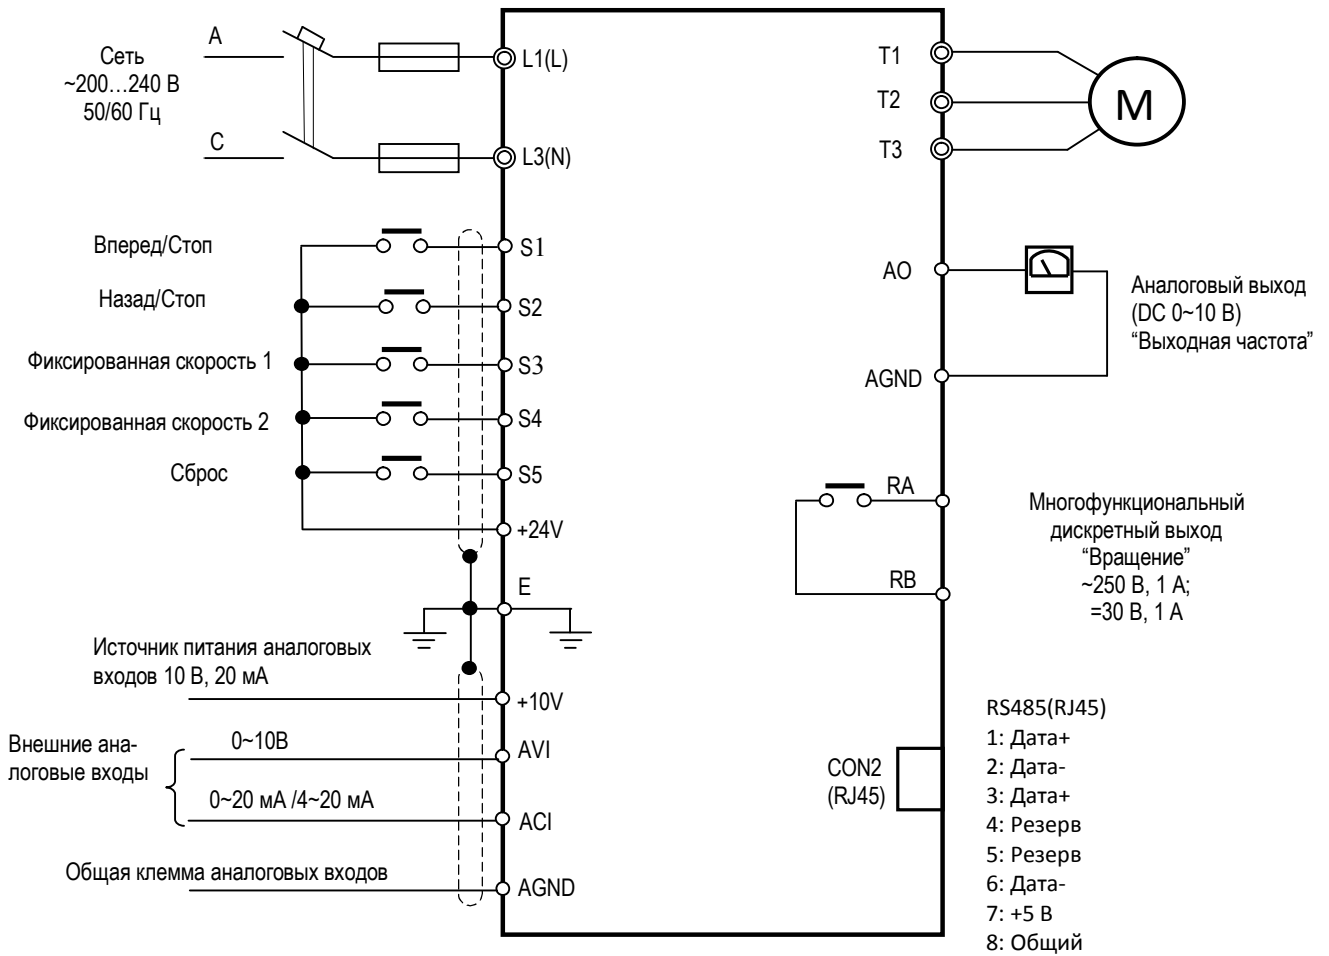 A
Сеть
~200…240 В
50/60 Гц
C
L1(L)
L3(N)
T1
T2
T3
M
Вперед/Стоп
S1
Назад/Стоп
S2
Фиксированная скорость 1
S3
Фиксированная скорость 2
S4
Сброс
S5
+24V
E
AO
AGND
Аналоговый выход
(DC 0~10 В)
“Выходная частота”
RA
RB
Многофункциональный
дискретный выход
“Вращение”
~250 В, 1 А;
=30 В, 1 А
Источник питания аналоговых
входов 10 В, 20 мА
+10V
Внешние ана-
логовые входы
0~10В
AVI
0~20 мА /4~20 мА
ACI
Общая клемма аналоговых входов
AGND
CON2
(RJ45)
RS485(RJ45)
1: Дата+
2: Дата-
3: Дата+
4: Резерв
5: Резерв
6: Дата-
7: +5 В
8: Общий